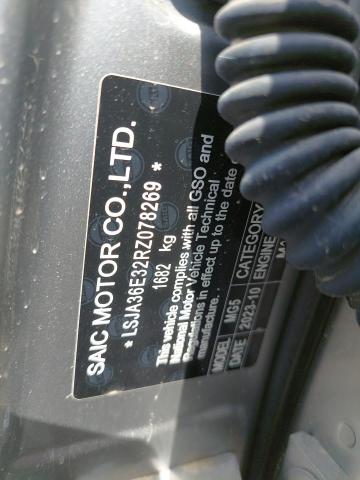 SAIC MOTOR CO.,LTD.
* LSJA36E32RZ078269 *
1682 kg
This vehicle complies with all GSO and
National Motor Vehicle Technical
Regulations in effect up to the date
manufacture.
MODEL MG5 CATEGORY
DATE 2023-10 ENGINE